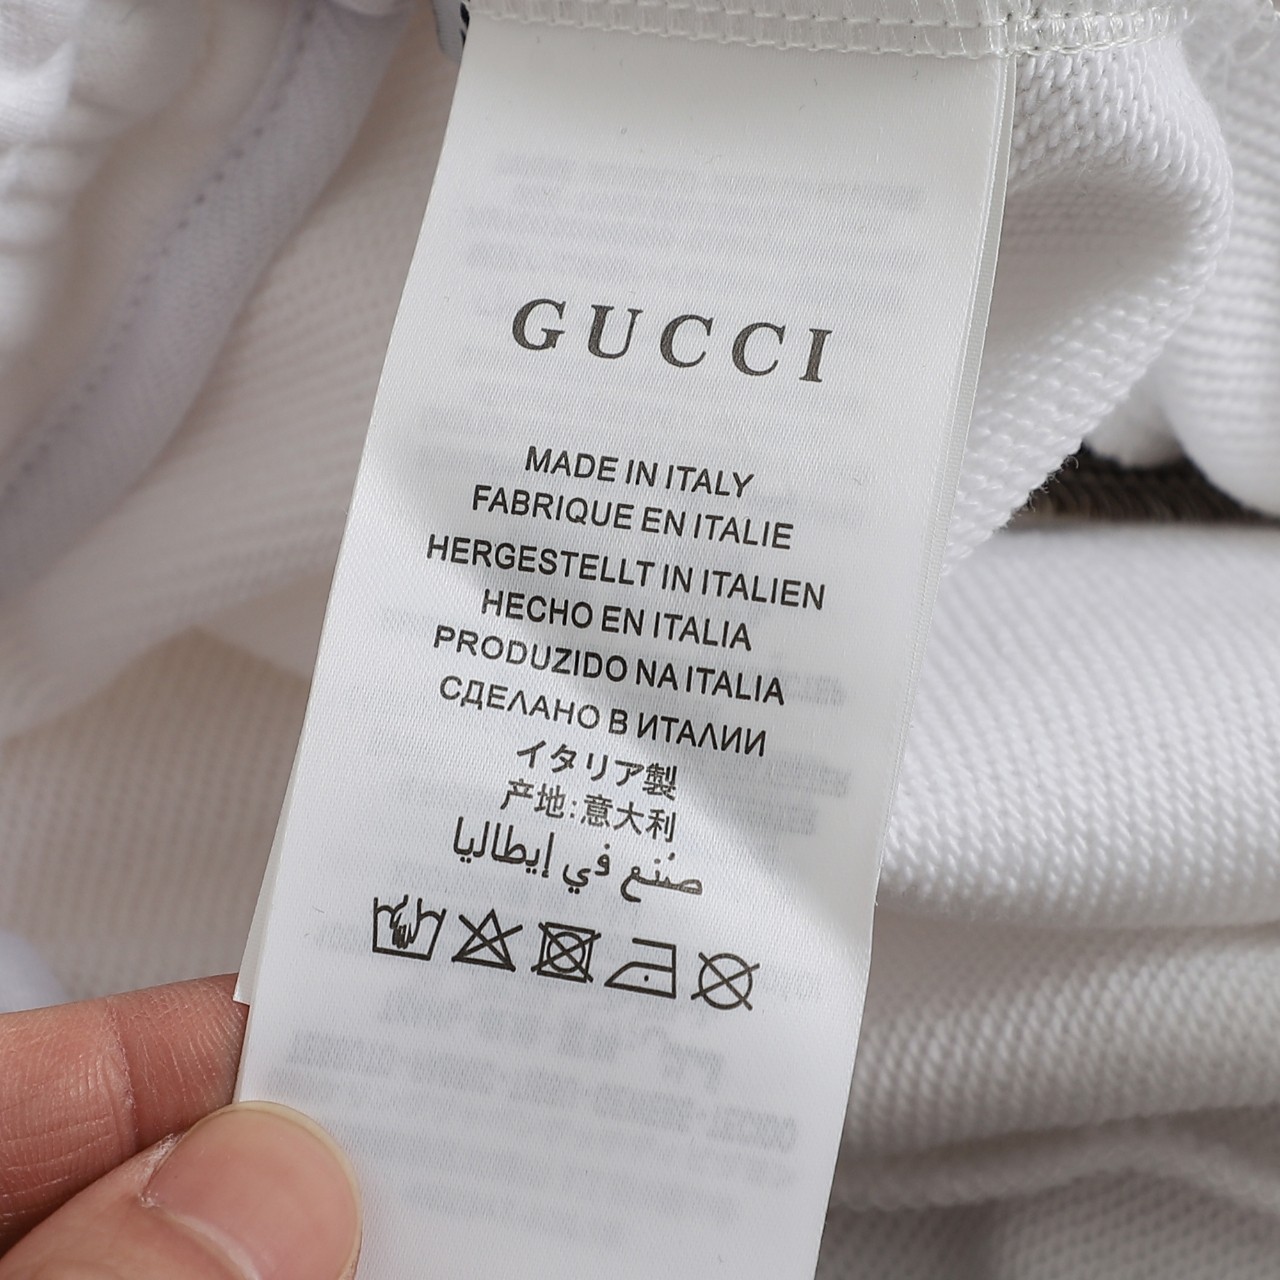 GUCCI
MADE IN ITALY
FABRIQUE EN ITALIE
HERGESTELLT IN ITALIEN
HECHO EN ITALIA
PRODUZIDO NA ITALIA
СДЕЛАНО В ИТАЛИИ
イタリア製
产地:意大利
صُنع في إيطاليا